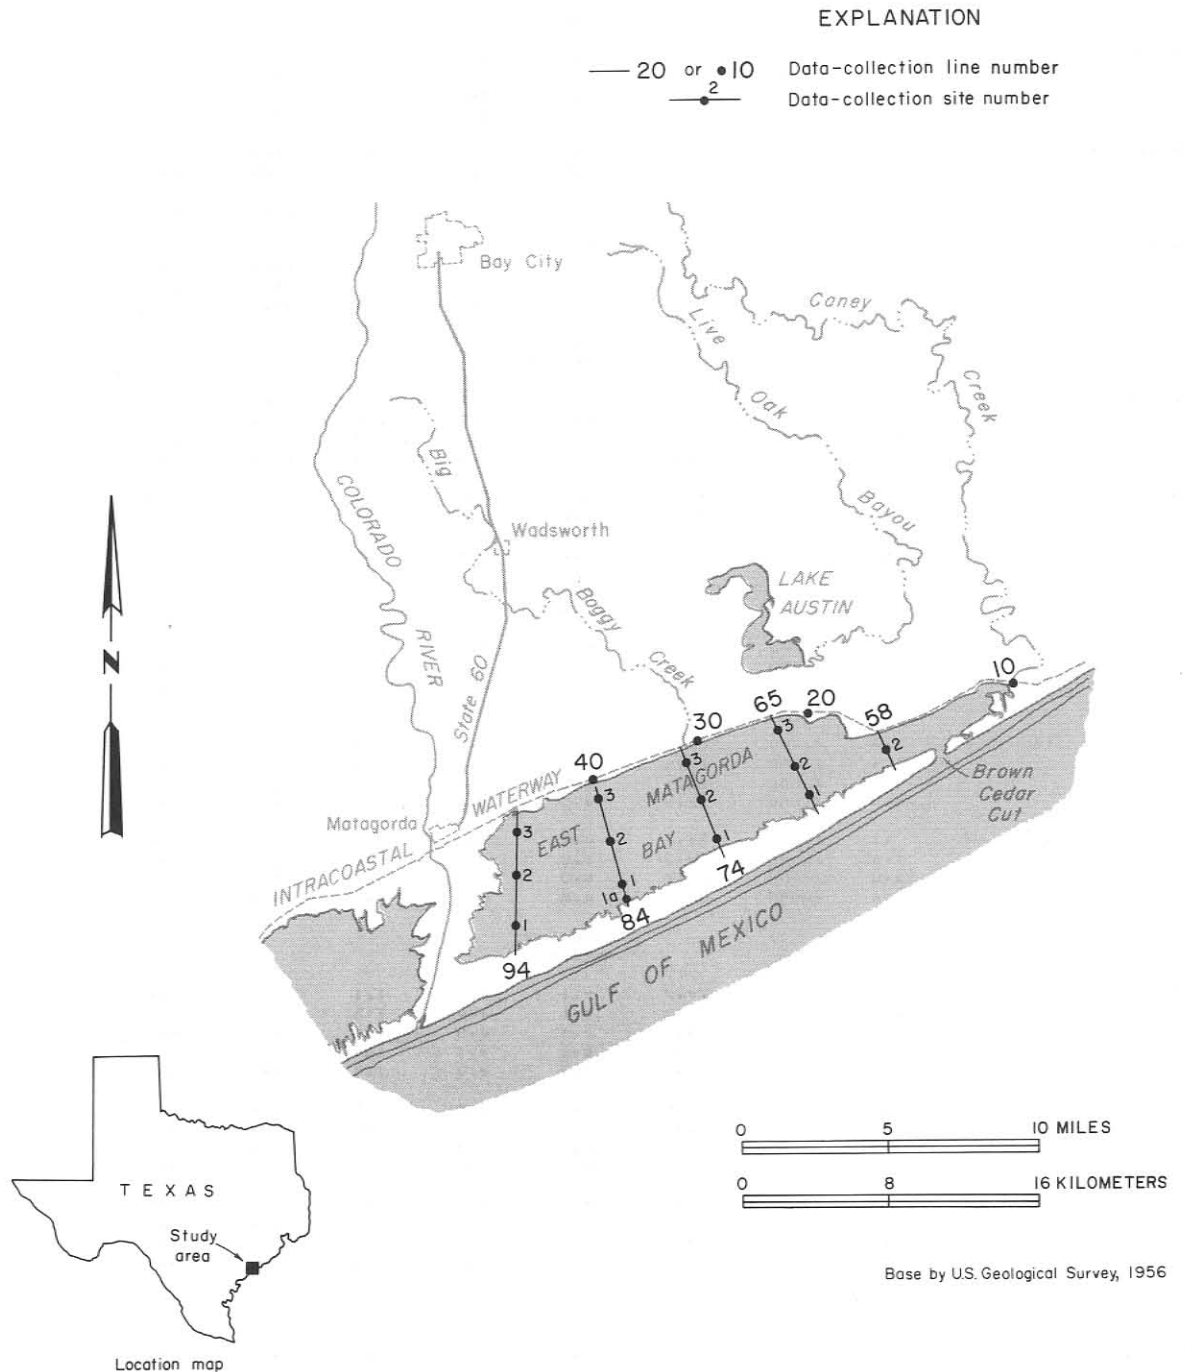 EXPLANATION
20 or 10 Data-collection line number
2 Data-collection site number
Bay City
Caney
Creek
Live
Oak
Bayou
Big
Boggy
Creek
COLORADO
RIVER
Wadsworth
State 60
LAKE
AUSTIN
10
65
20
58
30
40
3
3
2
3
MATAGORDA
2
Brown
Cedar
Cut
WATERWAY
3
2
1
Matagorda
3
EAST
2
BAY
1
INTRACOASTAL
2
1
1a
74
84
1
94
GULF OF MEXICO
N
0 5 10 MILES
0 8 16 KILOMETERS
TEXAS
Study
area
Base by U.S. Geological Survey, 1956
Location map